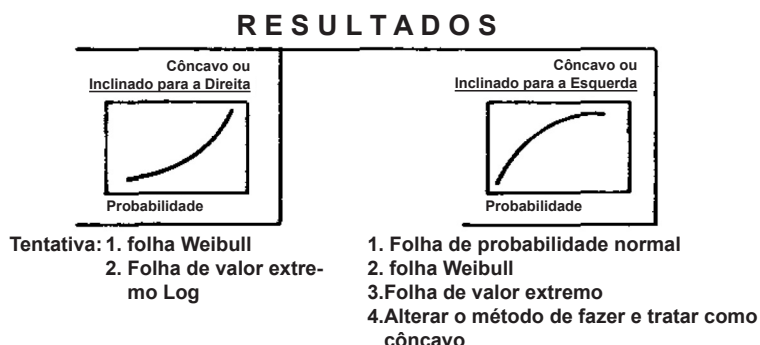 RESULTADOS
Côncavo ou
Inclinado para a Direita
Probabilidade
Tentativa: 1. folha Weibull
2. Folha de valor extre-
mo Log
Côncavo ou
Inclinado para a Esquerda
Probabilidade
1. Folha de probabilidade normal
2. folha Weibull
3.Folha de valor extremo
4.Alterar o método de fazer e tratar como
côncavo